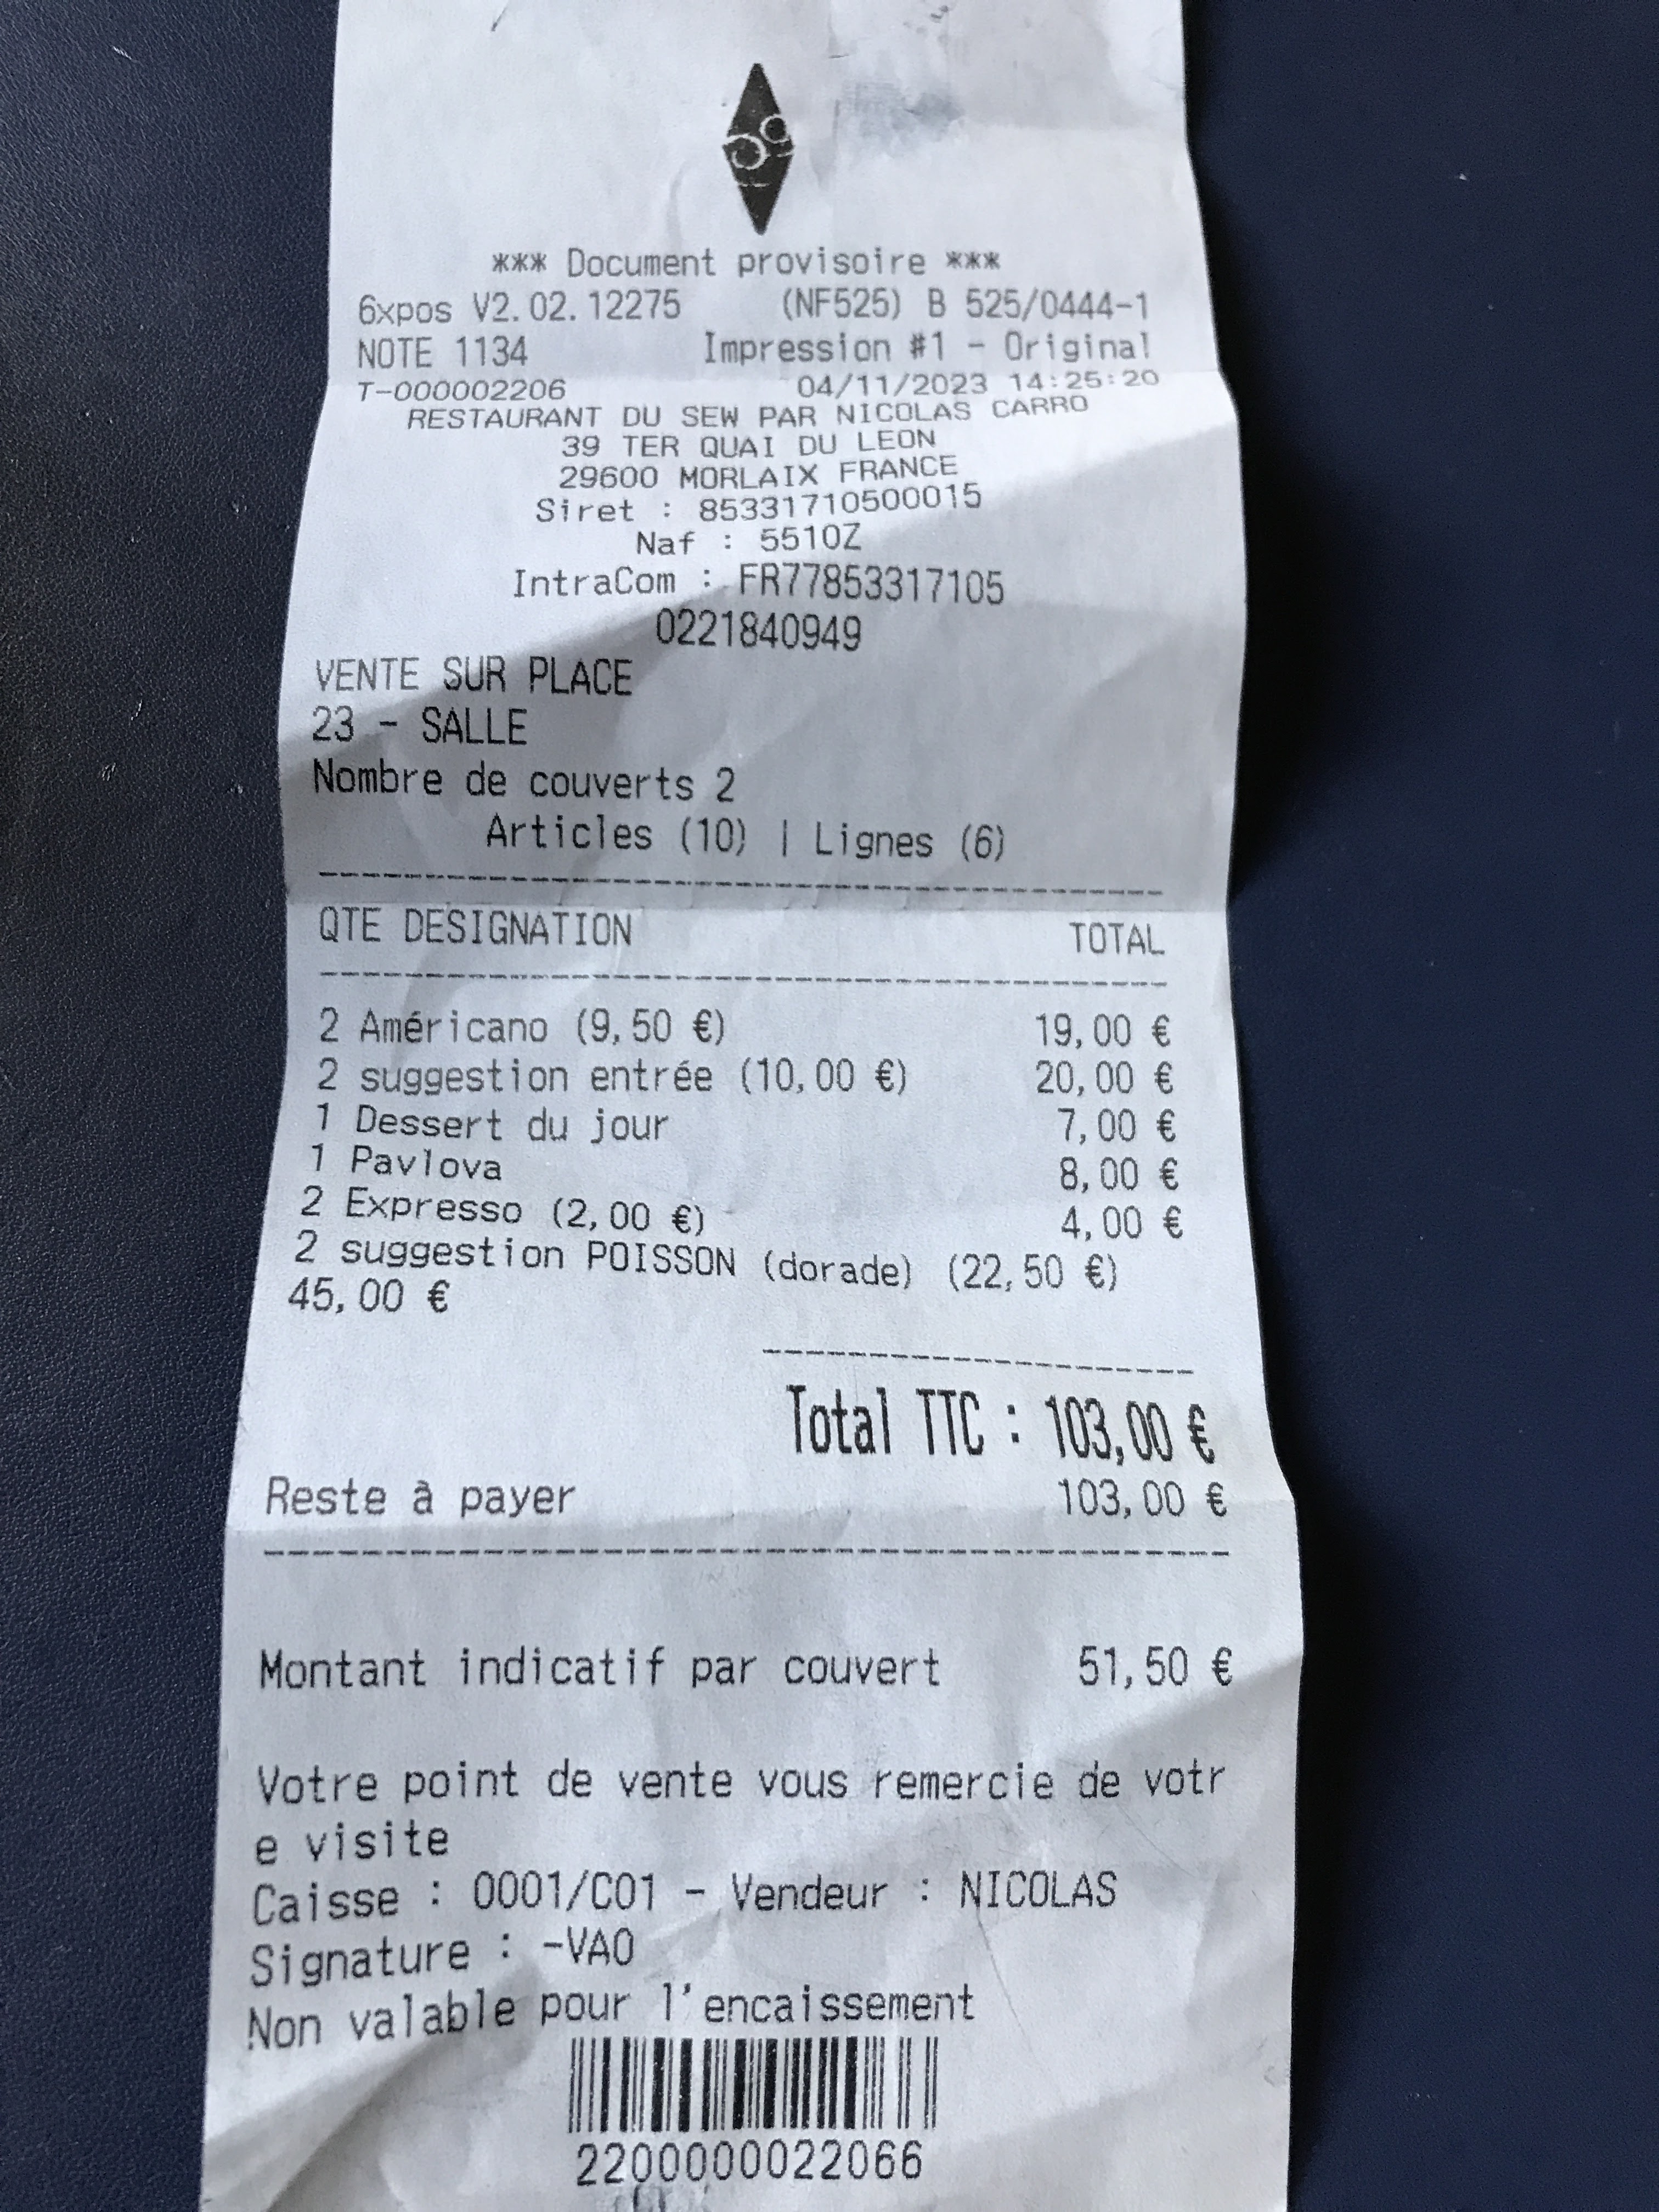 *** Document provisoire ***
6xpos V2.02.12275 (NF525) B 525/0444-1
NOTE 1134 Impression #1 - Original
T-000002206 04/11/2023 14:25:20
RESTAURANT DU SEW PAR NICOLAS CARRO
39 TER QUAI DU LEON
29600 MORLAIX FRANCE
Siret : 85331710500015
Naf : 5510Z
IntraCom : FR77853317105
0221840949
VENTE SUR PLACE
23 - SALLE
Nombre de couverts 2
Articles (10) | Lignes (6)
QTE DESIGNATION TOTAL
2 Américano (9,50 €) 19,00 €
2 suggestion entrée (10,00 €) 20,00 €
1 Dessert du jour 7,00 €
1 Pavlova 8,00 €
2 Expresso (2,00 €) 4,00 €
2 suggestion POISSON (dorade) (22,50 €)
45,00 €
Total TTC : 103,00 €
Reste à payer 103,00 €
Montant indicatif par couvert 51,50 €
Votre point de vente vous remercie de votr
e visite
Caisse : 0001/C01 - Vendeur : NICOLAS
Signature : -VAO
Non valable pour l'encaissement
2200000022066